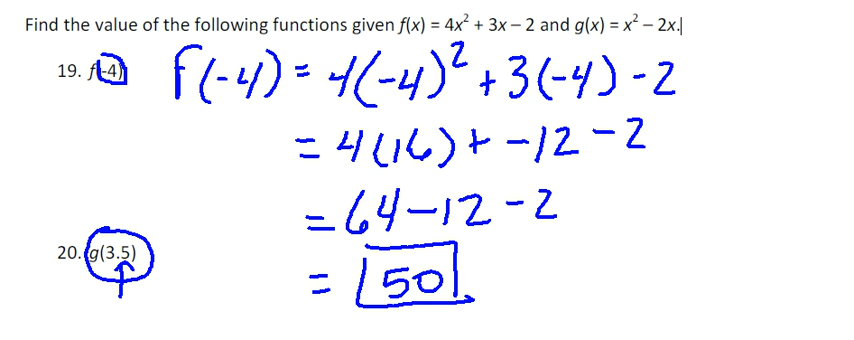 Find the value of the following functions given f(x) = 4x² + 3x – 2 and g(x) = x² – 2x.
19. f(-4) f(-4) = 4(-4)² + 3(-4) - 2
= 4(16) + -12 - 2
= 64 - 12 - 2
20. g(3.5)
= 50